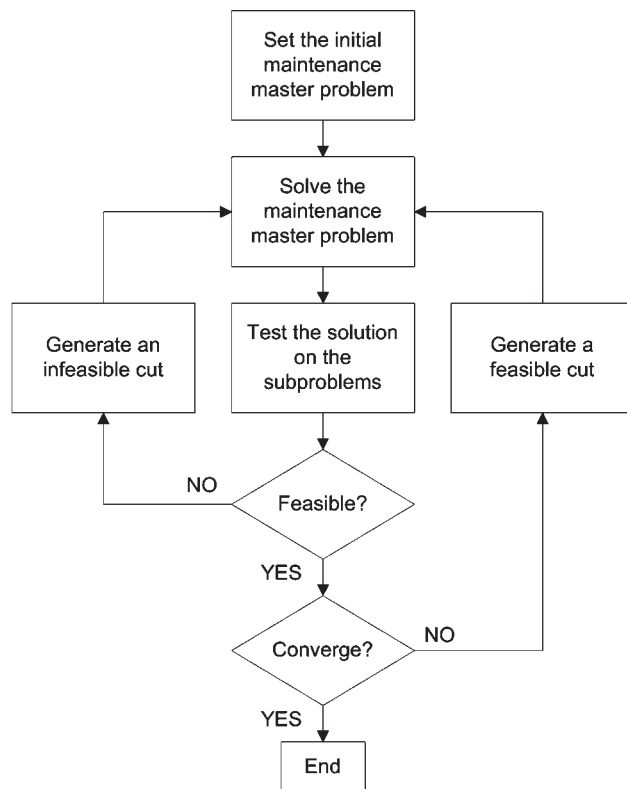 Set the initial
maintenance
master problem
Solve the
maintenance
master problem
Generate an
infeasible cut
Test the solution
on the
subproblems
Generate a
feasible cut
NO
Feasible?
YES
Converge?
NO
YES
End